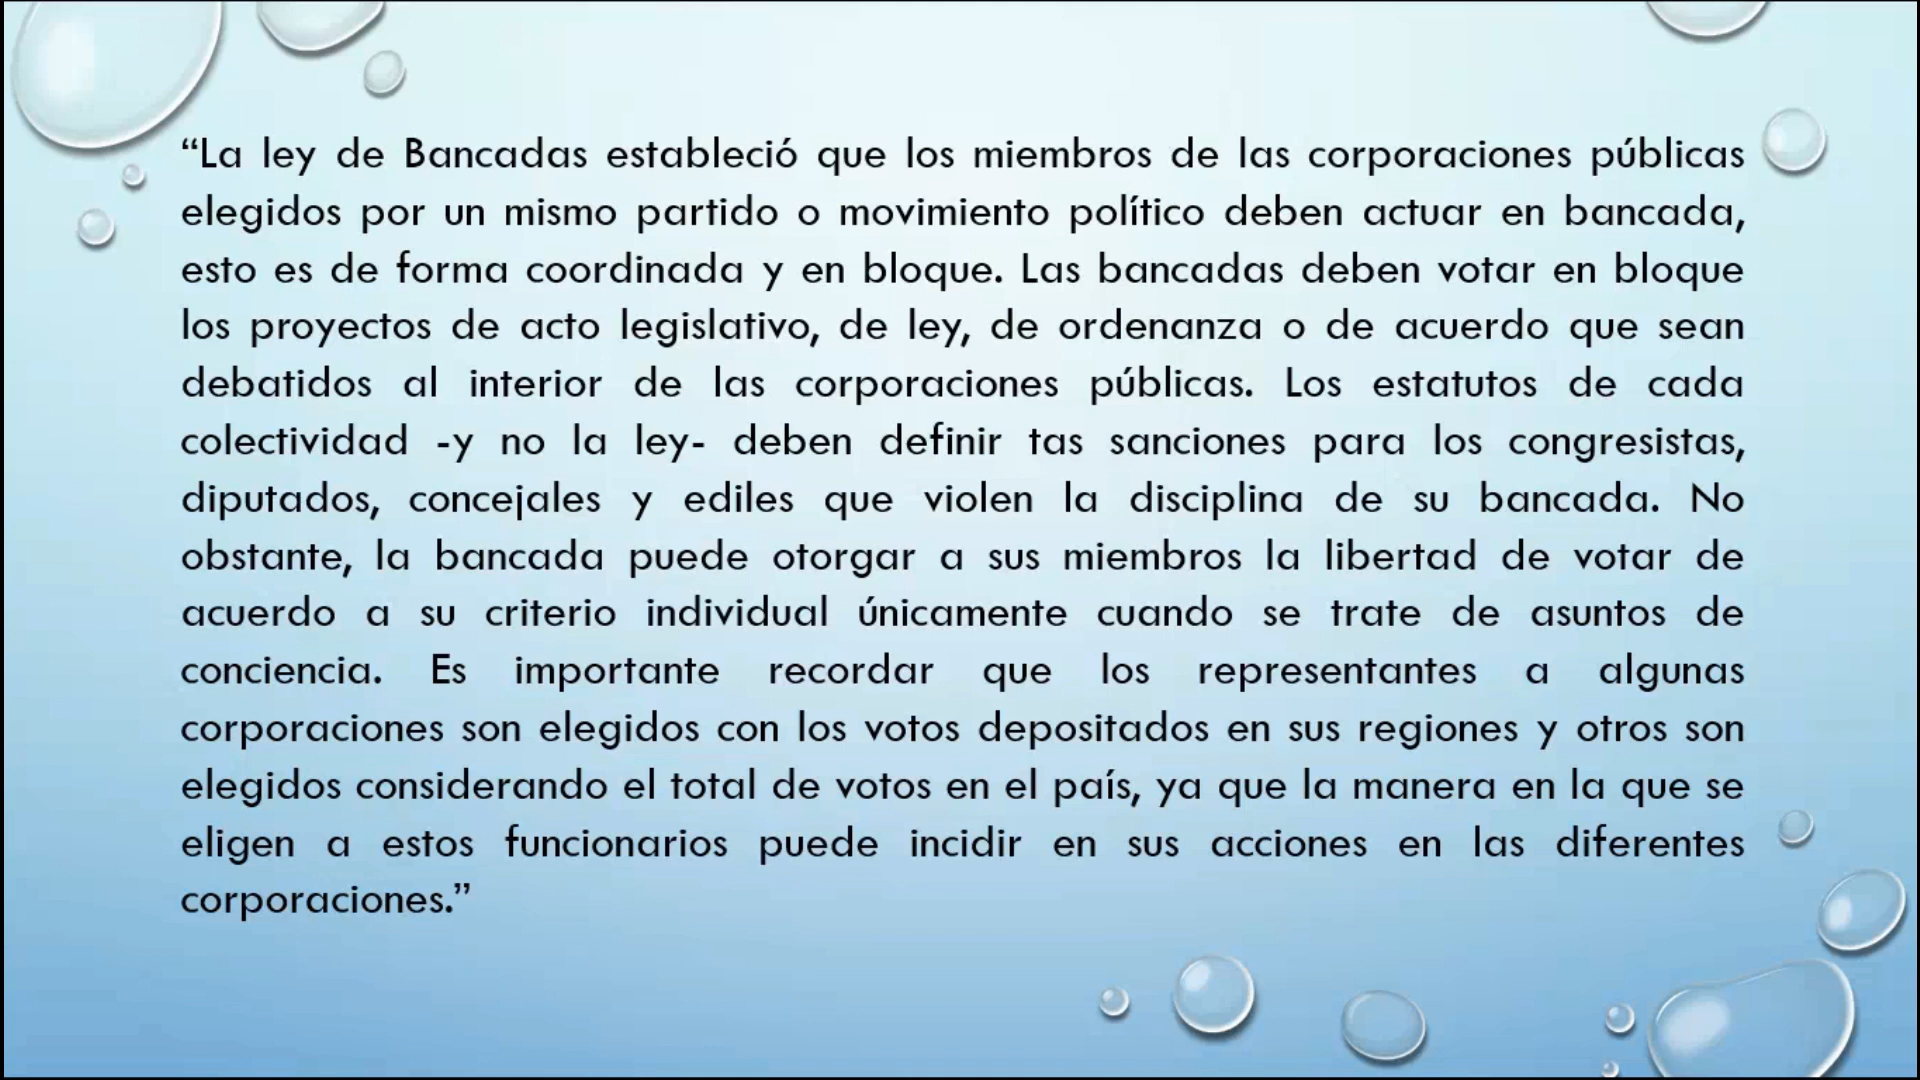 “La ley de Bancadas estableció que los miembros de las corporaciones públicas
elegidos por un mismo partido o movimiento político deben actuar en bancada,
esto es de forma coordinada y en bloque. Las bancadas deben votar en bloque
los proyectos de acto legislativo, de ley, de ordenanza o de acuerdo que sean
debatidos al interior de las corporaciones públicas. Los estatutos de cada
colectividad -y no la ley- deben definir tas sanciones para los congresistas,
diputados, concejales y ediles que violen la disciplina de su bancada. No
obstante, la bancada puede otorgar a sus miembros la libertad de votar de
acuerdo a su criterio individual únicamente cuando se trate de asuntos de
conciencia. Es importante recordar que los representantes a algunas
corporaciones son elegidos con los votos depositados en sus regiones y otros son
elegidos considerando el total de votos en el país, ya que la manera en la que se
eligen a estos funcionarios puede incidir en sus acciones en las diferentes
corporaciones.”